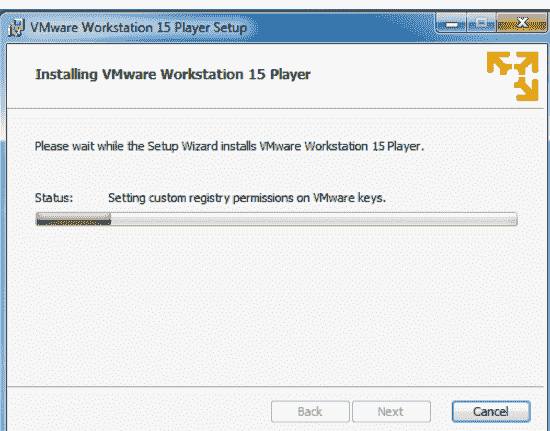 VMware Workstation 15 Player Setup
Installing VMware Workstation 15 Player
Please wait while the Setup Wizard installs VMware Workstation 15 Player.
Status: Setting custom registry permissions on VMware keys.
Back Next Cancel